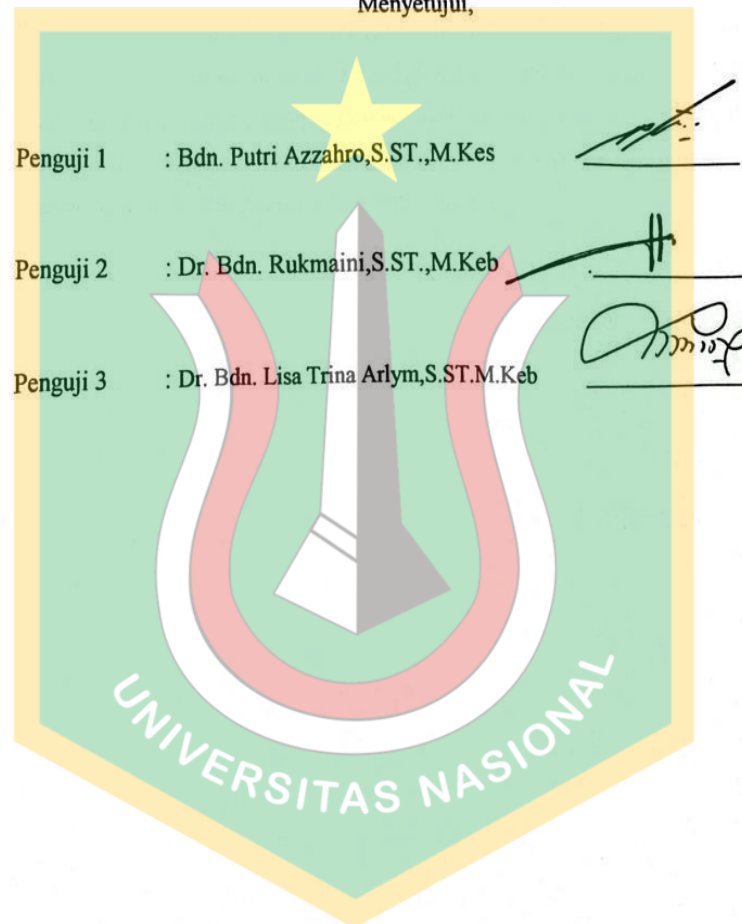 Menyetujui,
Penguji 1 : Bdn. Putri Azzahro,S.ST.,M.Kes
Penguji 2 : Dr. Bdn. Rukmaini,S.ST.,M.Keb
Penguji 3 : Dr. Bdn. Lisa Trina Arlym,S.ST.M.Keb
UNIVERSITAS NASIONAL